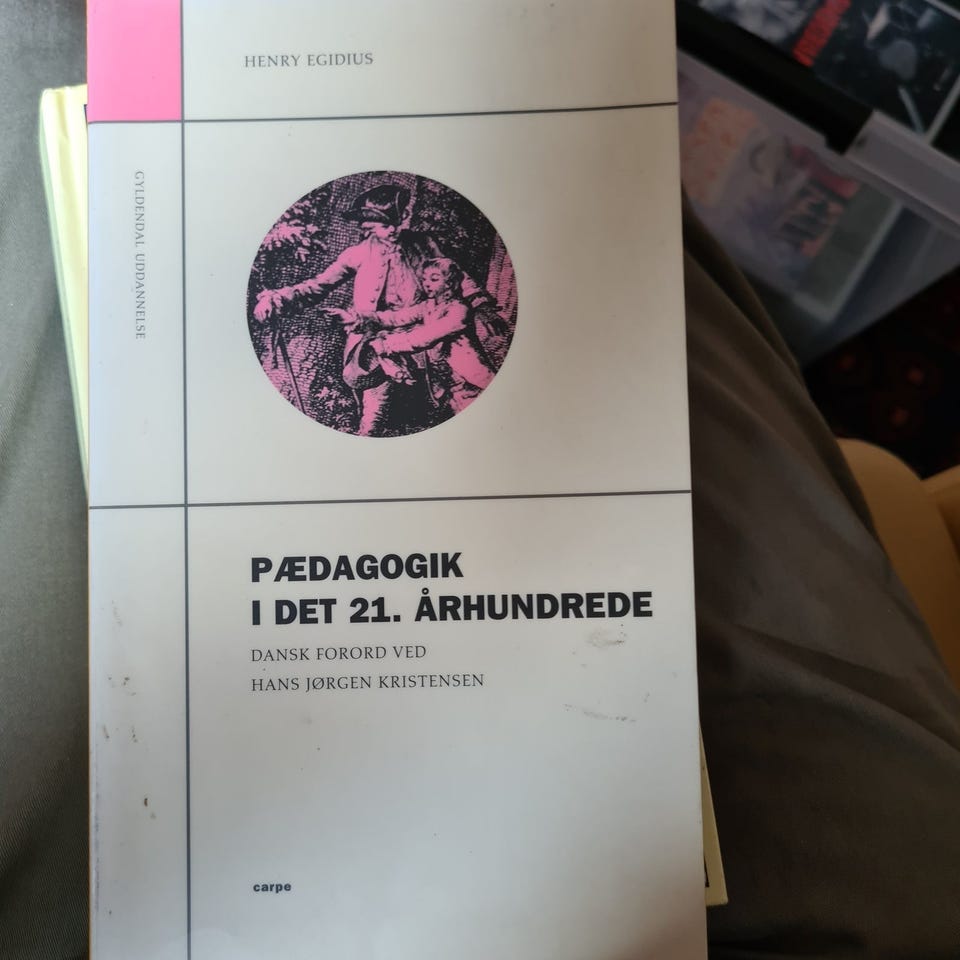 HENRY EGIDIUS
GYLDENDAL UDDANNELSE
PÆDAGOGIK
I DET 21. ÅRHUNDREDE
DANSK FORORD VED
HANS JØRGEN KRISTENSEN
carpe